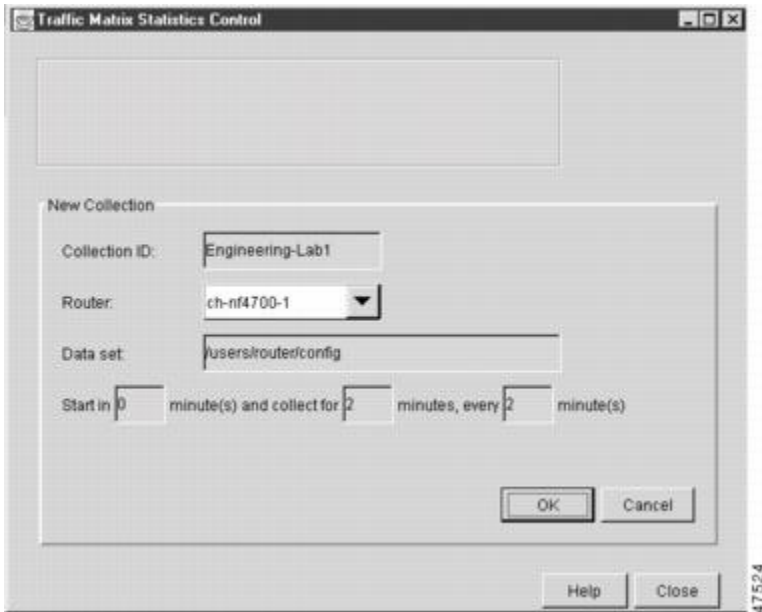 Traffic Matrix Statistics Control
New Collection
Collection ID: Engineering-Lab1
Router: ch-nf4700-1
Data set: /users/router/config
Start in 0 minute(s) and collect for 2 minutes, every 2 minute(s)
OK Cancel
Help Close
47524